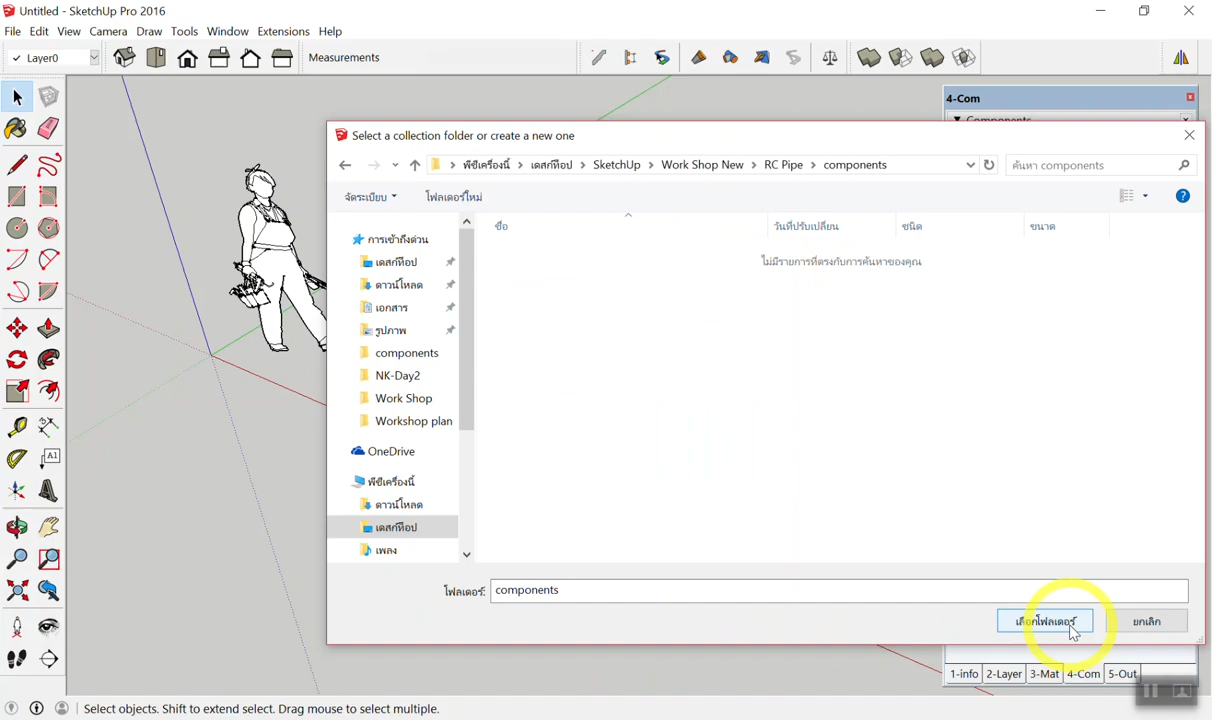 Untitled - SketchUp Pro 2016
File Edit View Camera Draw Tools Window Extensions Help
Layer0
Measurements
4-Com
Components
Select a collection folder or create a new one
พีซีเครื่องนี้ เดสก์ท็อป SketchUp Work Shop New RC Pipe components
ค้นหา components
จัดระเบียบ โฟลเดอร์ใหม่
ชื่อ วันที่ปรับเปลี่ยน ชนิด ขนาด
ไม่มีรายการที่ตรงกับการค้นหาของคุณ
การเข้าถึงด่วน
เดสก์ท็อป
ดาวน์โหลด
เอกสาร
รูปภาพ
components
NK-Day2
Work Shop
Workshop plan
OneDrive
พีซีเครื่องนี้
ดาวน์โหลด
เดสก์ท็อป
เพลง
โฟลเดอร์: components
เลือกโฟลเดอร์ ยกเลิก
A1
1-info 2-Layer 3-Mat 4-Com 5-Out
Select objects. Shift to extend select. Drag mouse to select multiple.